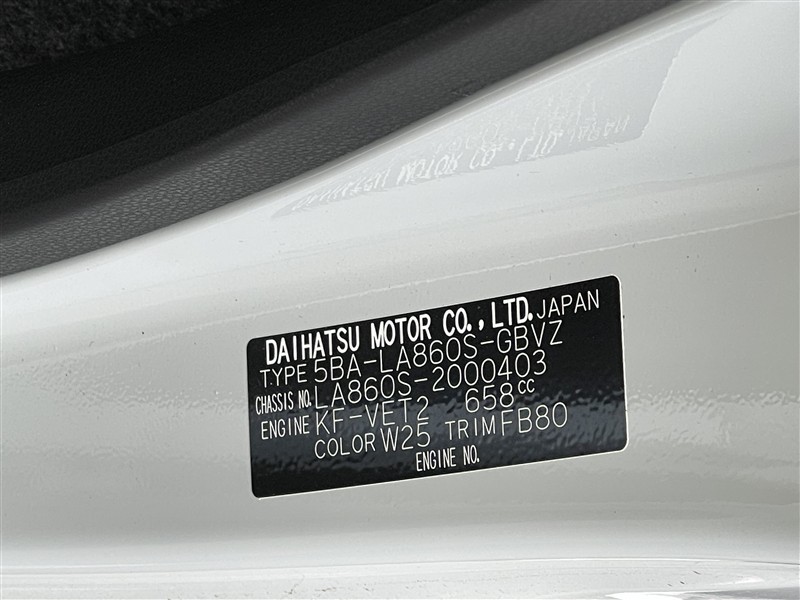 DAIHATSU MOTOR CO., LTD. JAPAN
TYPE 5BA-LA860S-GBVZ
CHASSIS NO. LA860S-2000403
ENGINE KF-VET2 658cc
COLOR W25 TRIM FB80
ENGINE NO.